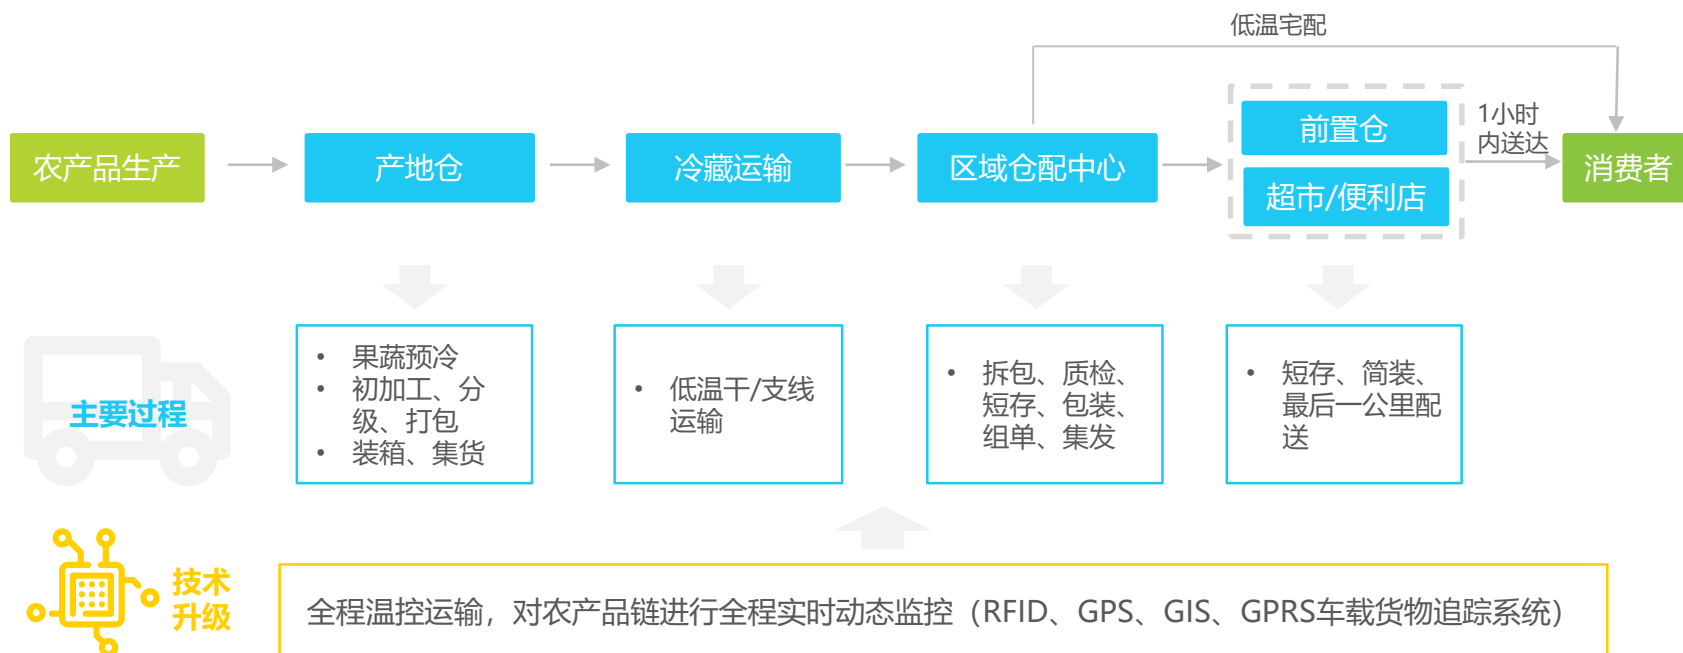 低温宅配
农产品生产
产地仓
冷藏运输
区域仓配中心
前置仓
超市/便利店
1小时
内送达
消费者
主要过程
• 果蔬预冷
• 初加工、分
级、打包
• 装箱、集货
• 低温干/支线
运输
• 拆包、质检、
短存、包装、
组单、集发
• 短存、简装、
最后一公里配
送
技术
升级
全程温控运输，对农产品链进行全程实时动态监控（RFID、GPS、GIS、GPRS车载货物追踪系统）